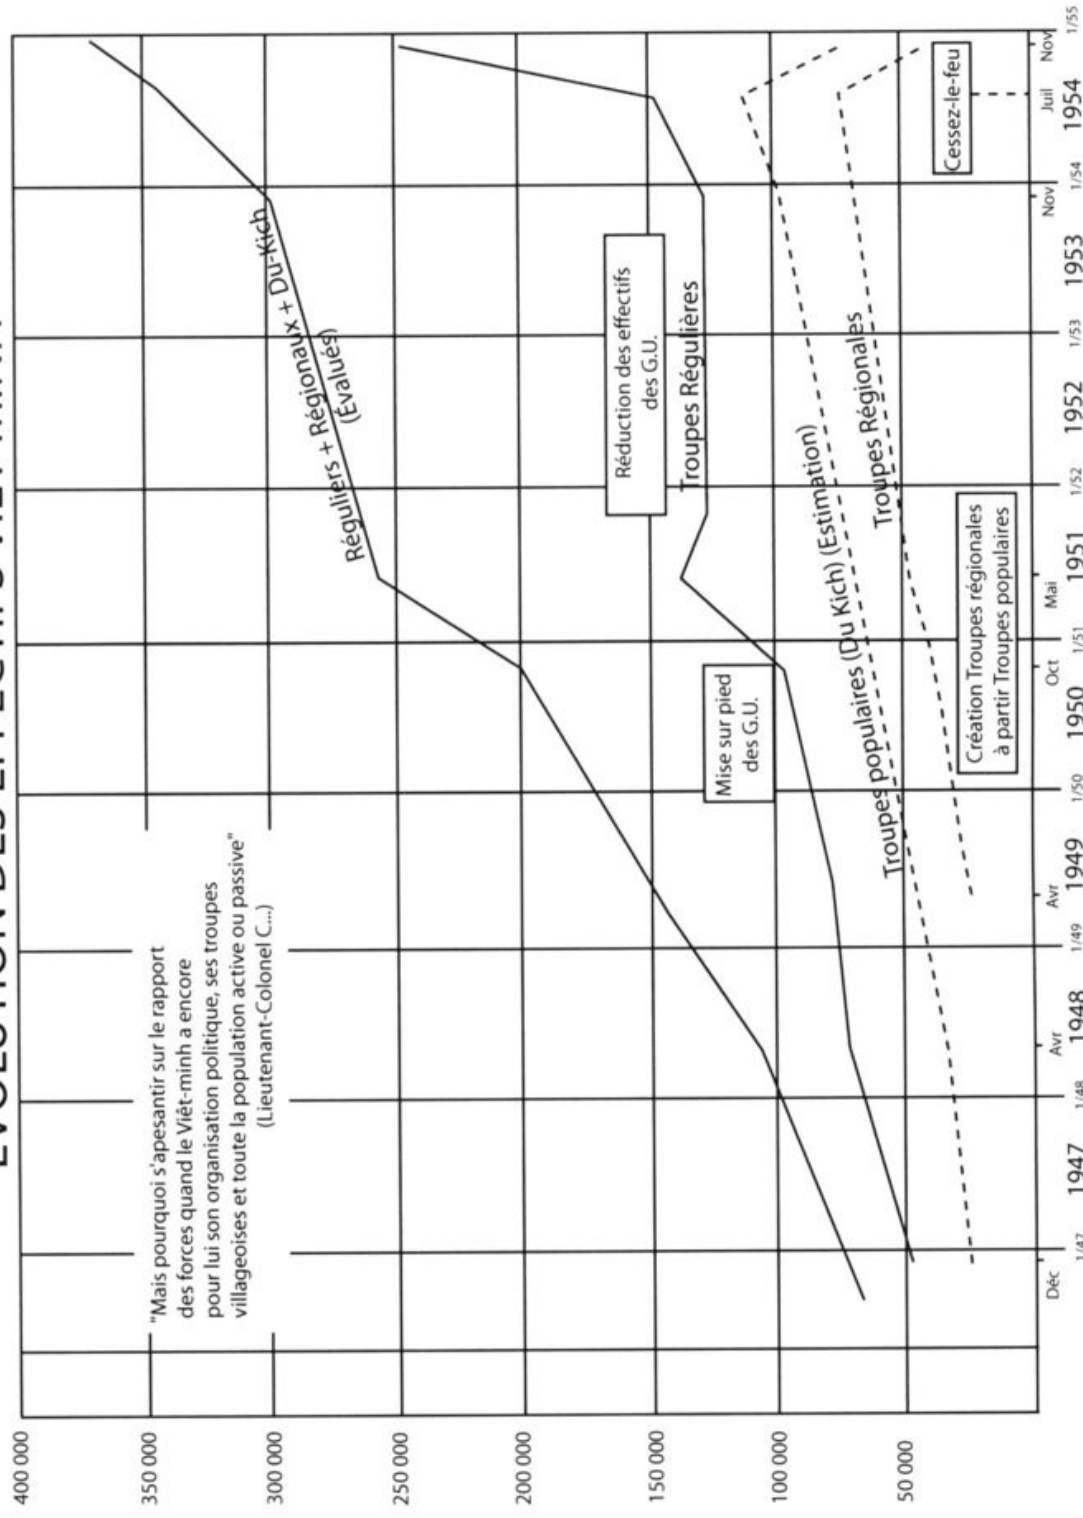 400 000
350 000
300 000
250 000
200 000
150 000
100 000
50 000
"Mais pourquoi s'apesantir sur le rapport
des forces quand le Viêt-minh a encore
pour lui son organisation politique, ses troupes
villageoises et toute la population active ou passive"
(Lieutenant-Colonel C...)
Réguliers + Régionaux + Du-Kich
(Évalués)
Réduction des effectifs
des G.U.
Troupes Régulières
Mise sur pied
des G.U.
Troupes populaires (Du Kich) (Estimation)
Troupes Régionales
Création Troupes régionales
à partir Troupes populaires
Cessez-le-feu
Déc Avr Avr Oct Mai Nov Juil Nov
1/47 1947 1/48 1948 1/49 1949 1/50 1950 1/51 1951 1/52 1952 1/53 1953 1/54 1954 1/55